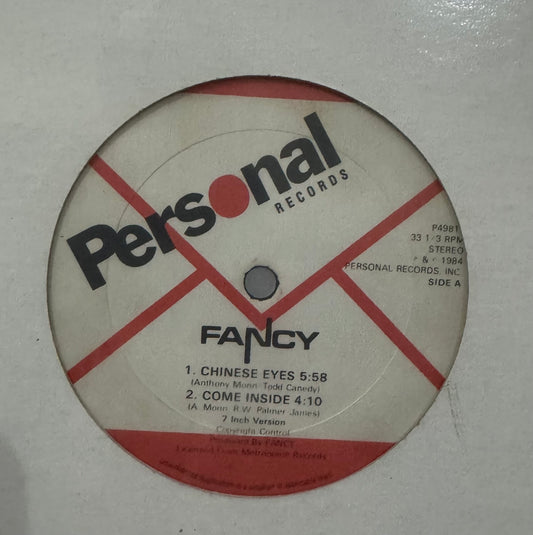 Personal
RECORDS
P4981
33 1/3 RPM
STEREO
℗ & © 1984
PERSONAL RECORDS, INC.
SIDE A
FANCY
1. CHINESE EYES 5:58
(Anthony Monn Todd Canedy)
2. COME INSIDE 4:10
(A. Monn R.W. Palmer-James)
7 Inch Version
Copyright Control
Produced By FANCY
Licensed From Metronome Records